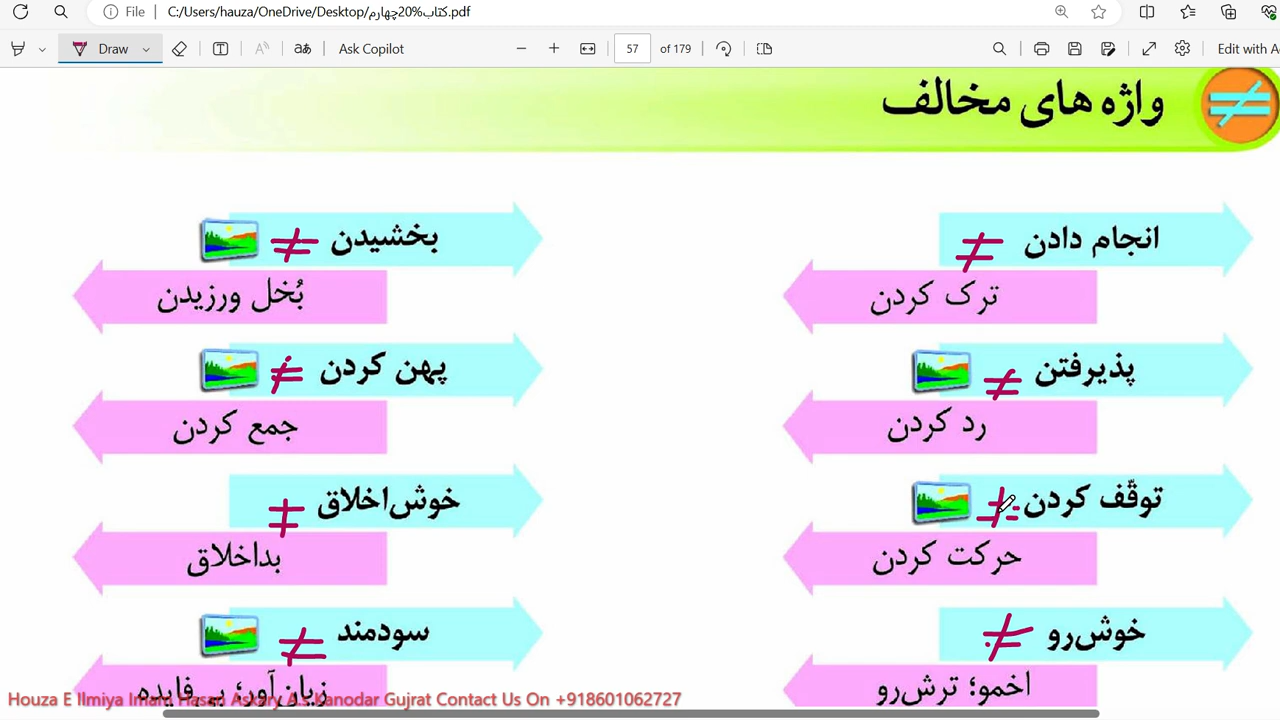 File
C:/Users/hauza/OneDrive/Desktop/کتاب%20چهارم.pdf
Draw
Ask Copilot
57 of 179
Edit with A
واژه های مخالف
انجام دادن ≠
ترک کردن
بخشیدن ≠
بُخل ورزیدن
پذیرفتن ≠
رد کردن
پهن کردن ≠
جمع کردن
توقّف کردن ≠
حرکت کردن
خوش‌اخلاق ≠
بداخلاق
خوش‌رو ≠
اخمو؛ ترش‌رو
سودمند ≠
زیان‌آور؛ بی‌فایده
Houza E Ilmiya Imam Hasan Askary A.s Kanodar Gujrat Contact Us On +918601062727